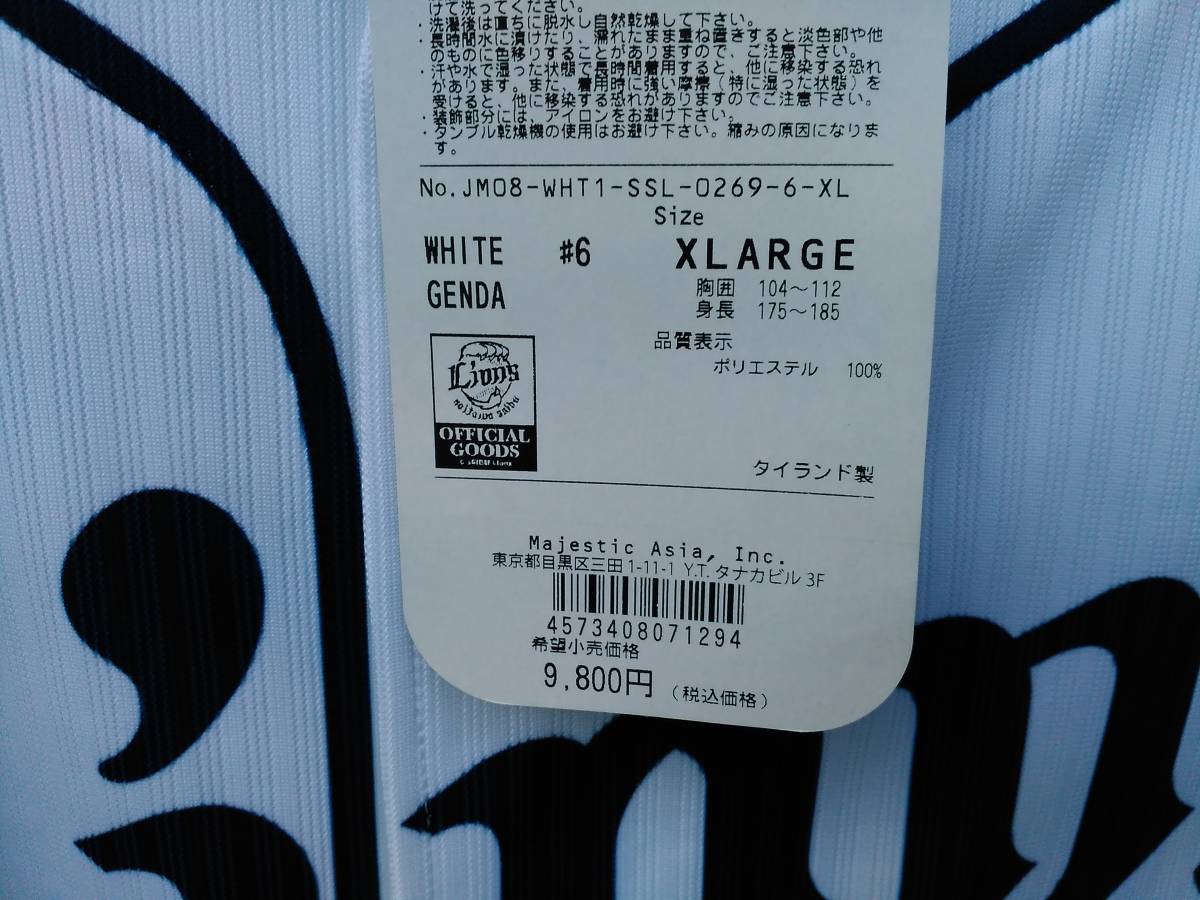 けて洗ってください。
・洗濯後は直ちに脱水し自然乾燥して下さい。
・長時間水に漬けたり、濡れたまま重ね置きすると淡色部や他
のものに色移りすることがありますので、ご注意下さい。
・汗や水で湿った状態で長時間着用すると、他に移染する恐れ
があります。また、着用時に強い摩擦(特に湿った状態)を
受けると、他に移染する恐れがありますのでご注意下さい。
・装飾部分には、アイロンをお避け下さい。
・タンブル乾燥機の使用はお避け下さい。縮みの原因になりま
す。
No.JM08-WHT1-SSL-0269-6-XL
Size
WHITE #6 XLARGE
GENDA
胸囲 104～112
身長 175～185
品質表示
ポリエステル 100%
Lions
OFFICIAL
GOODS
タイランド製
Majestic Asia, Inc.
東京都目黒区三田1-11-1 Y.T.タナカビル 3F
4573408071294
希望小売価格
9,800円 (税込価格)